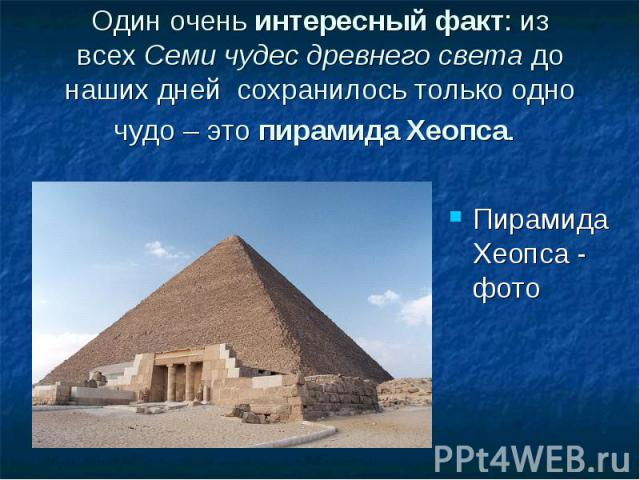 Один очень интересный факт: из
всех Семи чудес древнего света до
наших дней сохранилось только одно
чудо – это пирамида Хеопса.
Пирамида
Хеопса -
фото
PPt4WEB.ru